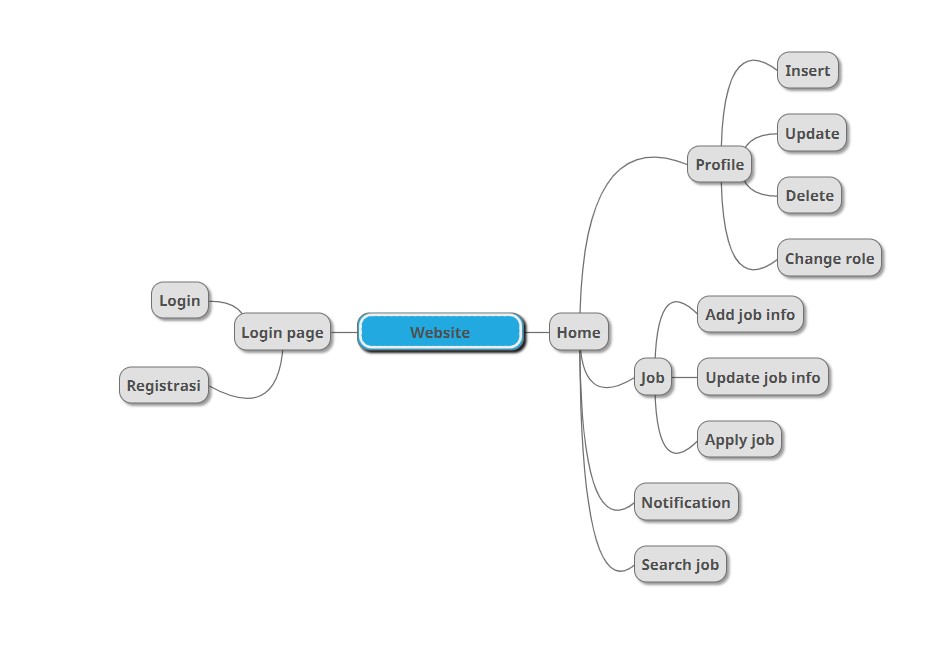 Insert
Update
Profile
Delete
Change role
Login
Add job info
Login page
Website
Home
Job
Update job info
Registrasi
Apply job
Notification
Search job